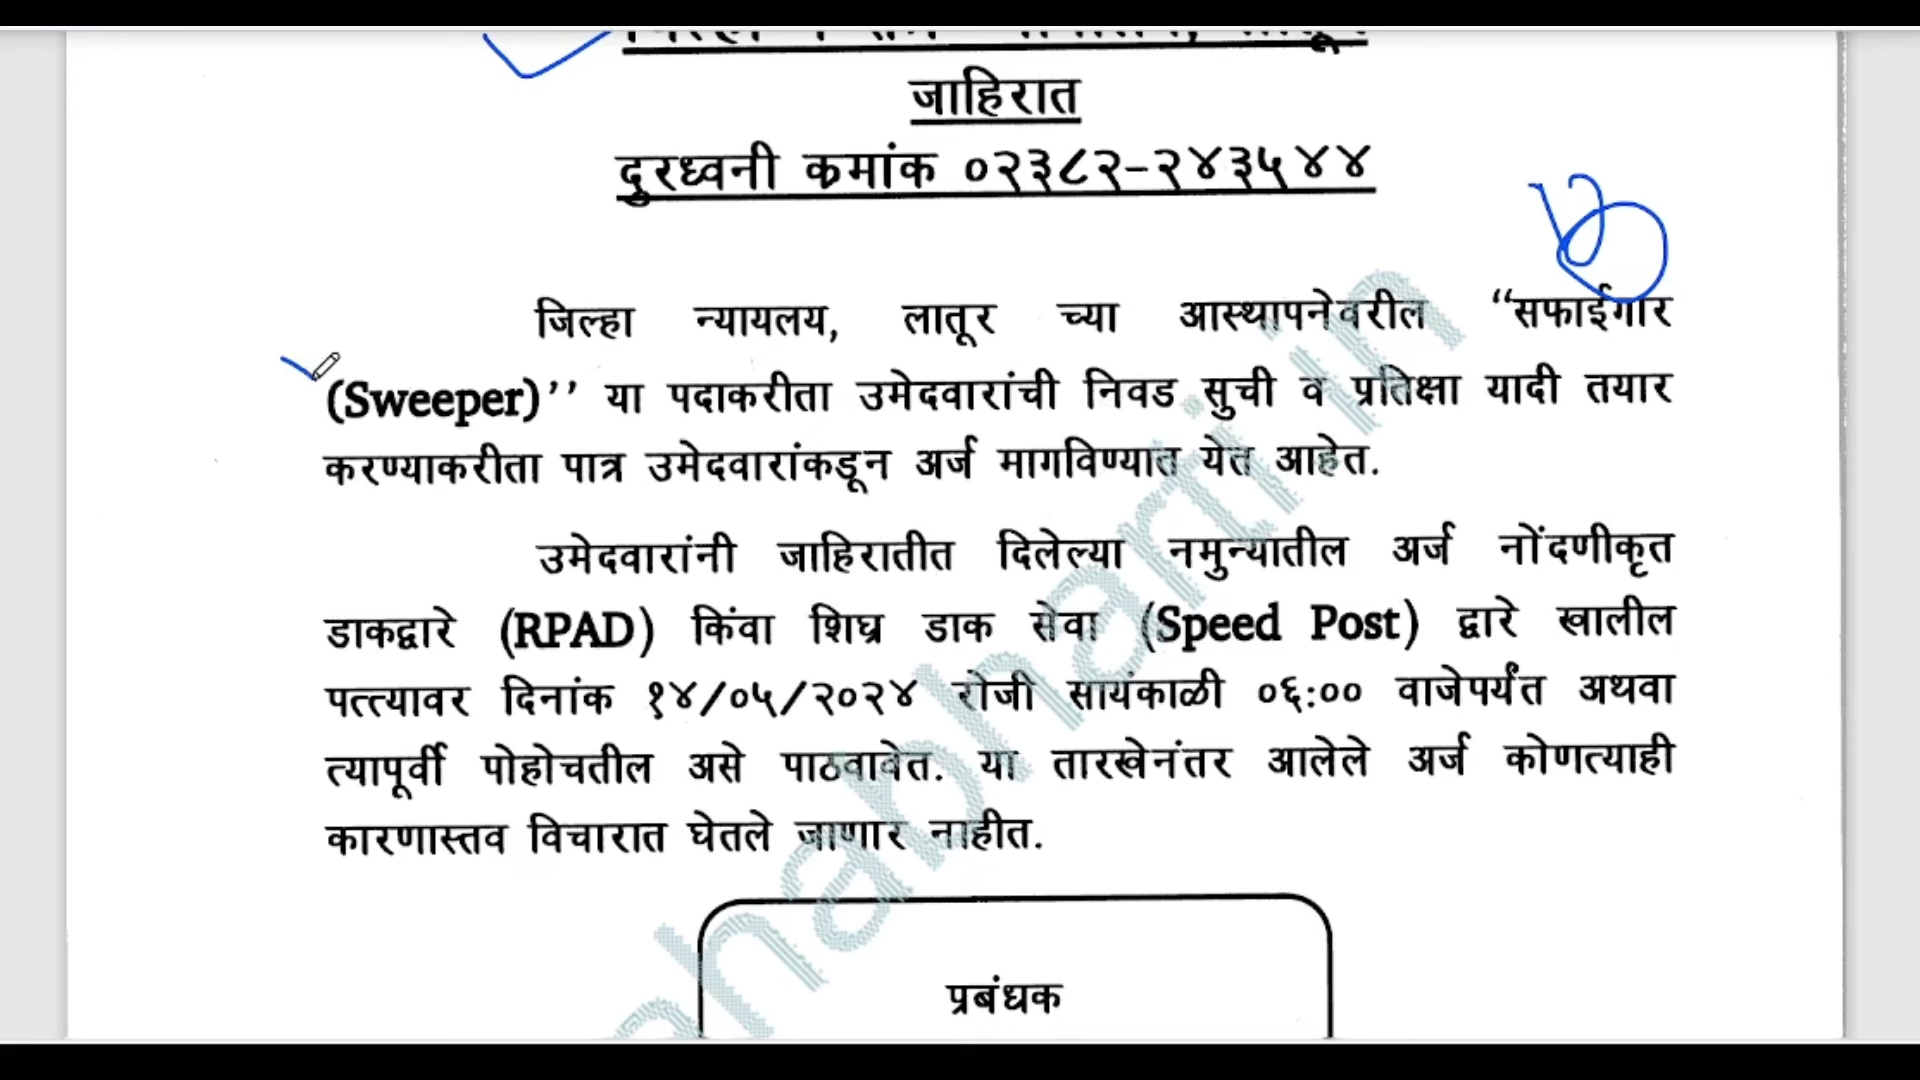 जाहिरात
दुरध्वनी कमांक ०२३८२-२४३५४४
जिल्हा न्यायलय, लातूर च्या आस्थापनेवरील “सफाईगार
(Sweeper)’’ या पदाकरीता उमेदवारांची निवड सुची व प्रतिक्षा यादी तयार
करण्याकरीता पात्र उमेदवारांकडून अर्ज मागविण्यात येत आहेत.
उमेदवारांनी जाहिरातीत दिलेल्या नमुन्यातील अर्ज नोंदणीकृत
डाकद्वारे (RPAD) किंवा शिघ्र डाक सेवा (Speed Post) द्वारे खालील
पत्त्यावर दिनांक १४/०५/२०२४ रोजी सायंकाळी ०६:०० वाजेपर्यंत अथवा
त्यापूर्वी पोहोचतील असे पाठवावेत. या तारखेनंतर आलेले अर्ज कोणत्याही
कारणास्तव विचारात घेतले जाणार नाहीत.
प्रबंधक